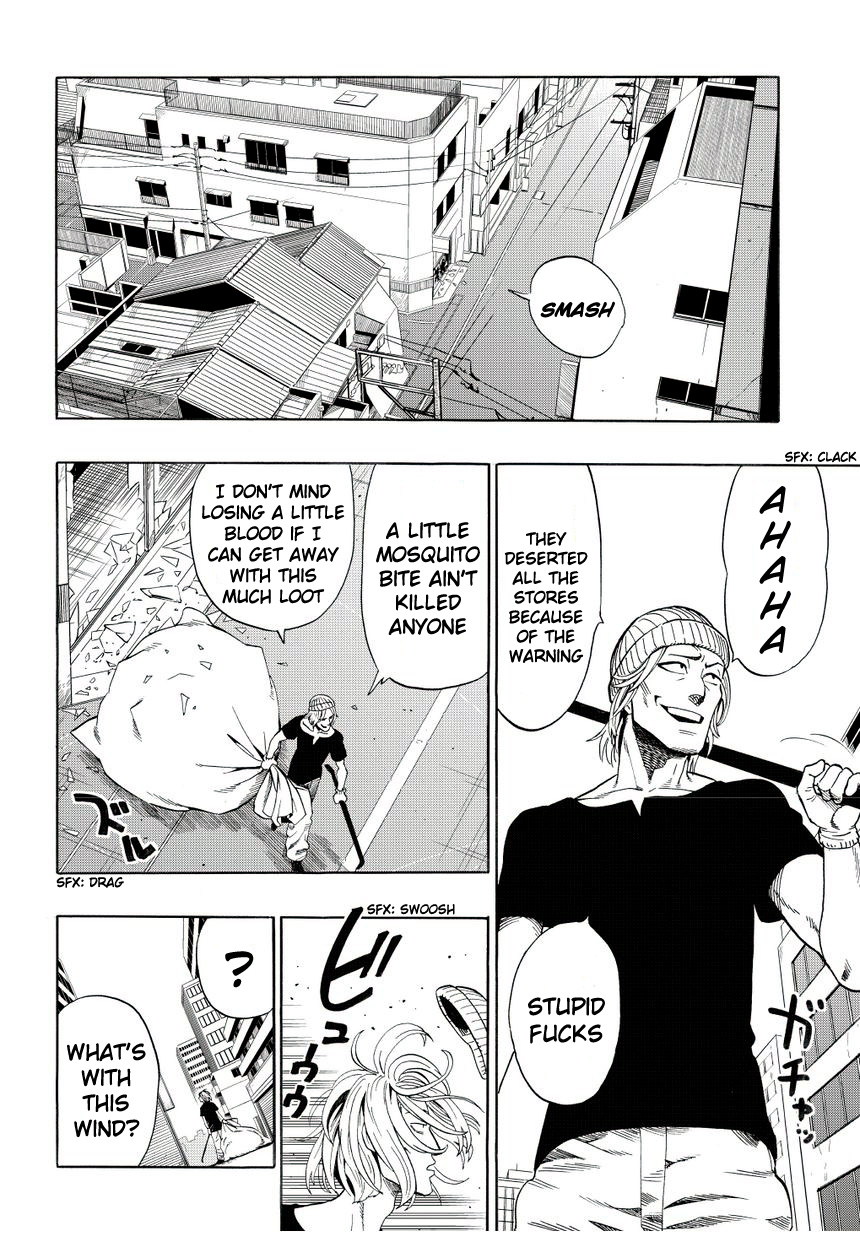 SMASH
SFX: CLACK
A
H
A
H
A
THEY
DESERTED
ALL THE
STORES
BECAUSE
OF THE
WARNING
STUPID
FUCKS
ガチャッ
A LITTLE
MOSQUITO
BITE AIN'T
KILLED
ANYONE
I DON'T MIND
LOSING A LITTLE
BLOOD IF I
CAN GET AWAY
WITH THIS
MUCH LOOT
ズル
SFX: DRAG
SFX: SWOOSH
ビュウウ
?
WHAT'S
WITH
THIS
WIND?